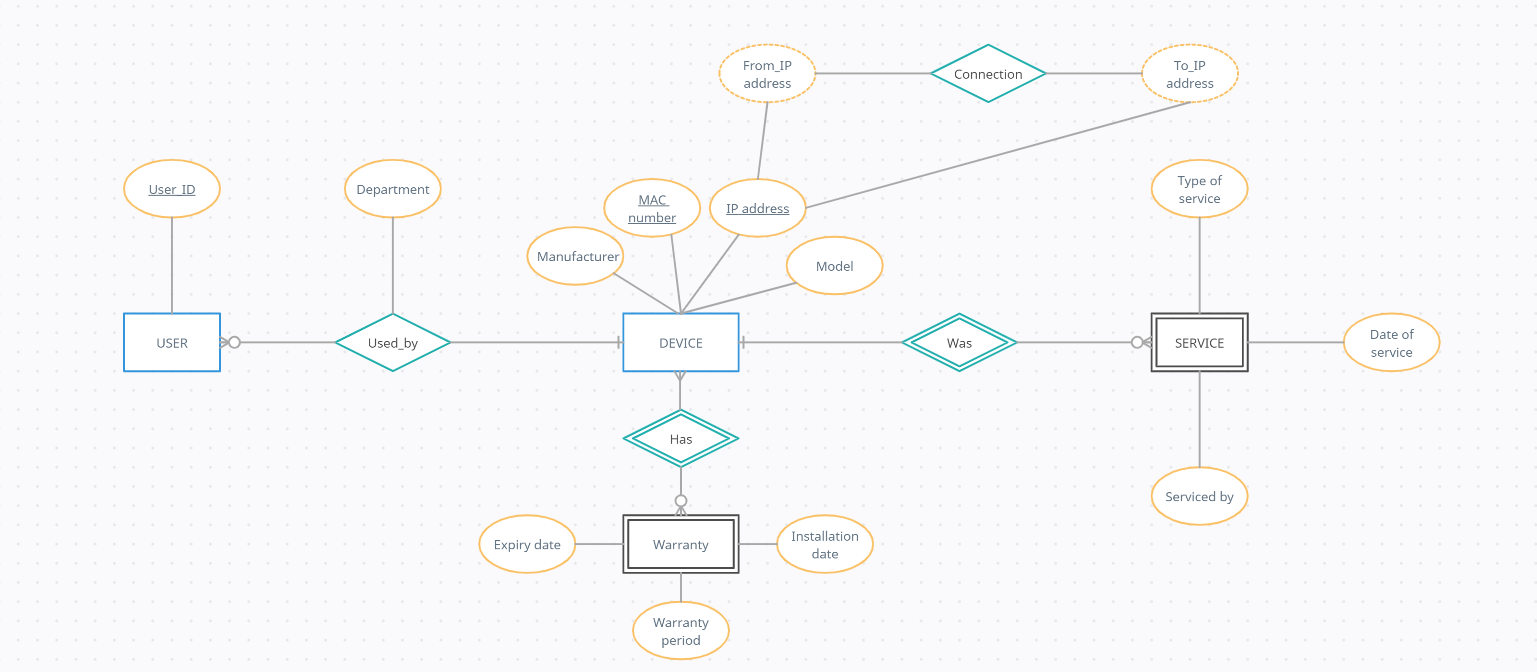 From_IP
address
Connection
To_IP
address
User_ID
Department
MAC
number
IP address
Type of
service
Manufacturer
Model
USER
Used_by
DEVICE
Was
SERVICE
Date of
service
Has
Serviced by
Expiry date
Warranty
Installation
date
Warranty
period